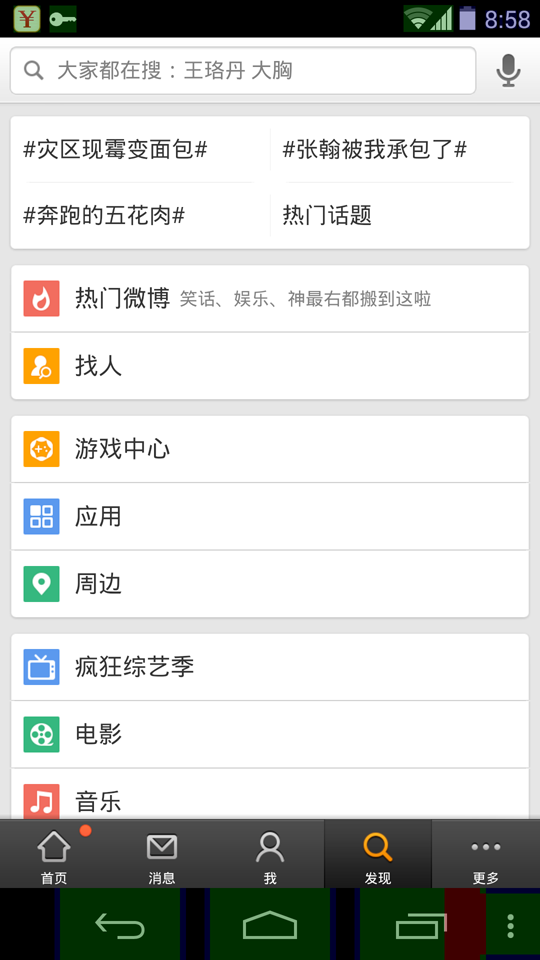 8:58
大家都在搜：王珞丹 大胸
#灾区现霉变面包#
#张翰被我承包了#
#奔跑的五花肉#
热门话题
热门微博 笑话、娱乐、神最右都搬到这啦
找人
游戏中心
应用
周边
疯狂综艺季
电影
音乐
首页
消息
我
发现
更多